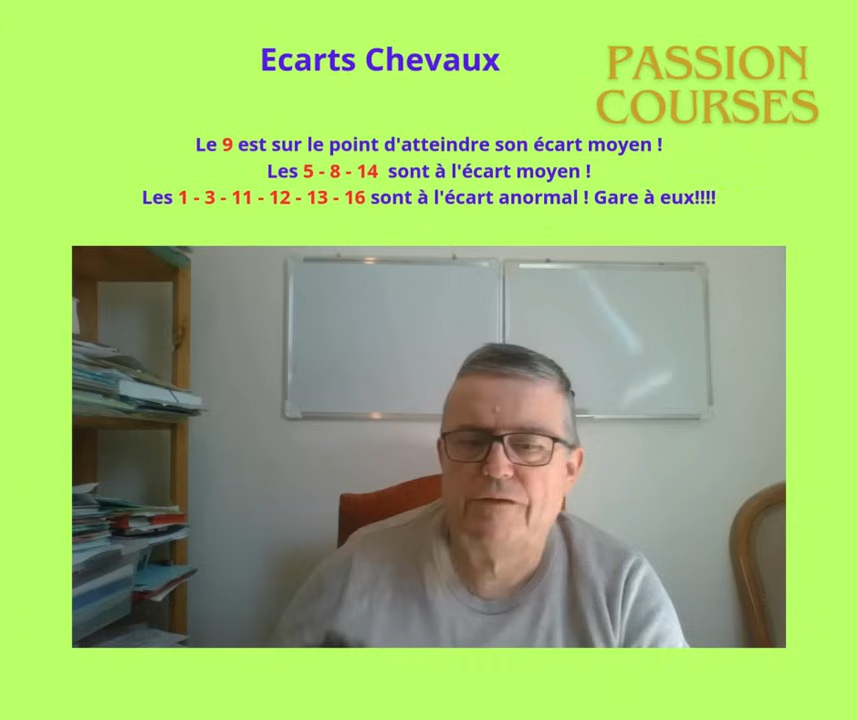 Ecarts Chevaux
PASSION
COURSES
Le 9 est sur le point d'atteindre son écart moyen !
Les 5 - 8 - 14 sont à l'écart moyen !
Les 1 - 3 - 11 - 12 - 13 - 16 sont à l'écart anormal ! Gare à eux!!!!